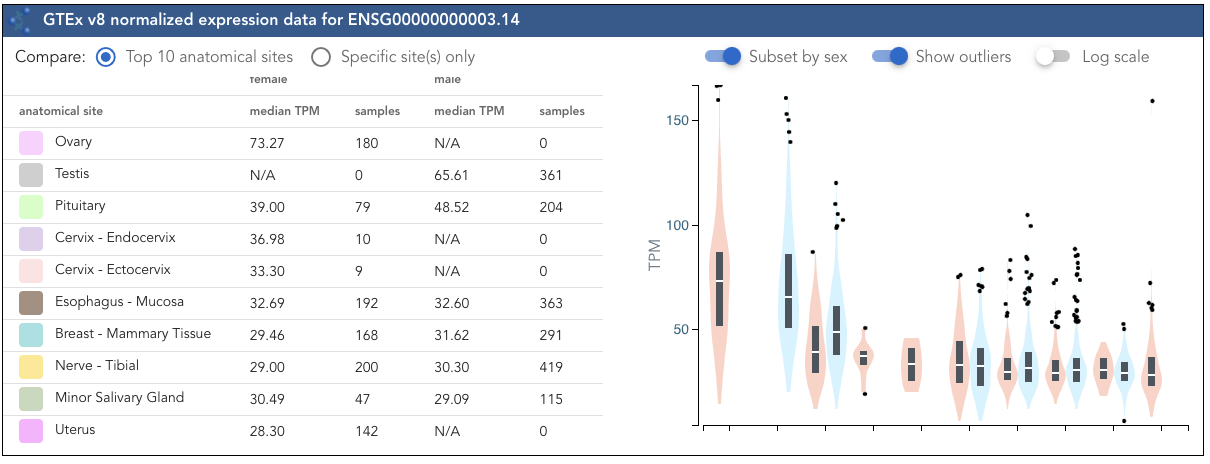 GTEx v8 normalized expression data for ENSG00000000003.14
Compare: Top 10 anatomical sites Specific site(s) only Subset by sex Show outliers Log scale
female male
anatomical site median TPM samples median TPM samples
Ovary 73.27 180 N/A 0
Testis N/A 0 65.61 361
Pituitary 39.00 79 48.52 204
Cervix - Endocervix 36.98 10 N/A 0
Cervix - Ectocervix 33.30 9 N/A 0
Esophagus - Mucosa 32.69 192 32.60 363
Breast - Mammary Tissue 29.46 168 31.62 291
Nerve - Tibial 29.00 200 30.30 419
Minor Salivary Gland 30.49 47 29.09 115
Uterus 28.30 142 N/A 0
TPM
150
100
50